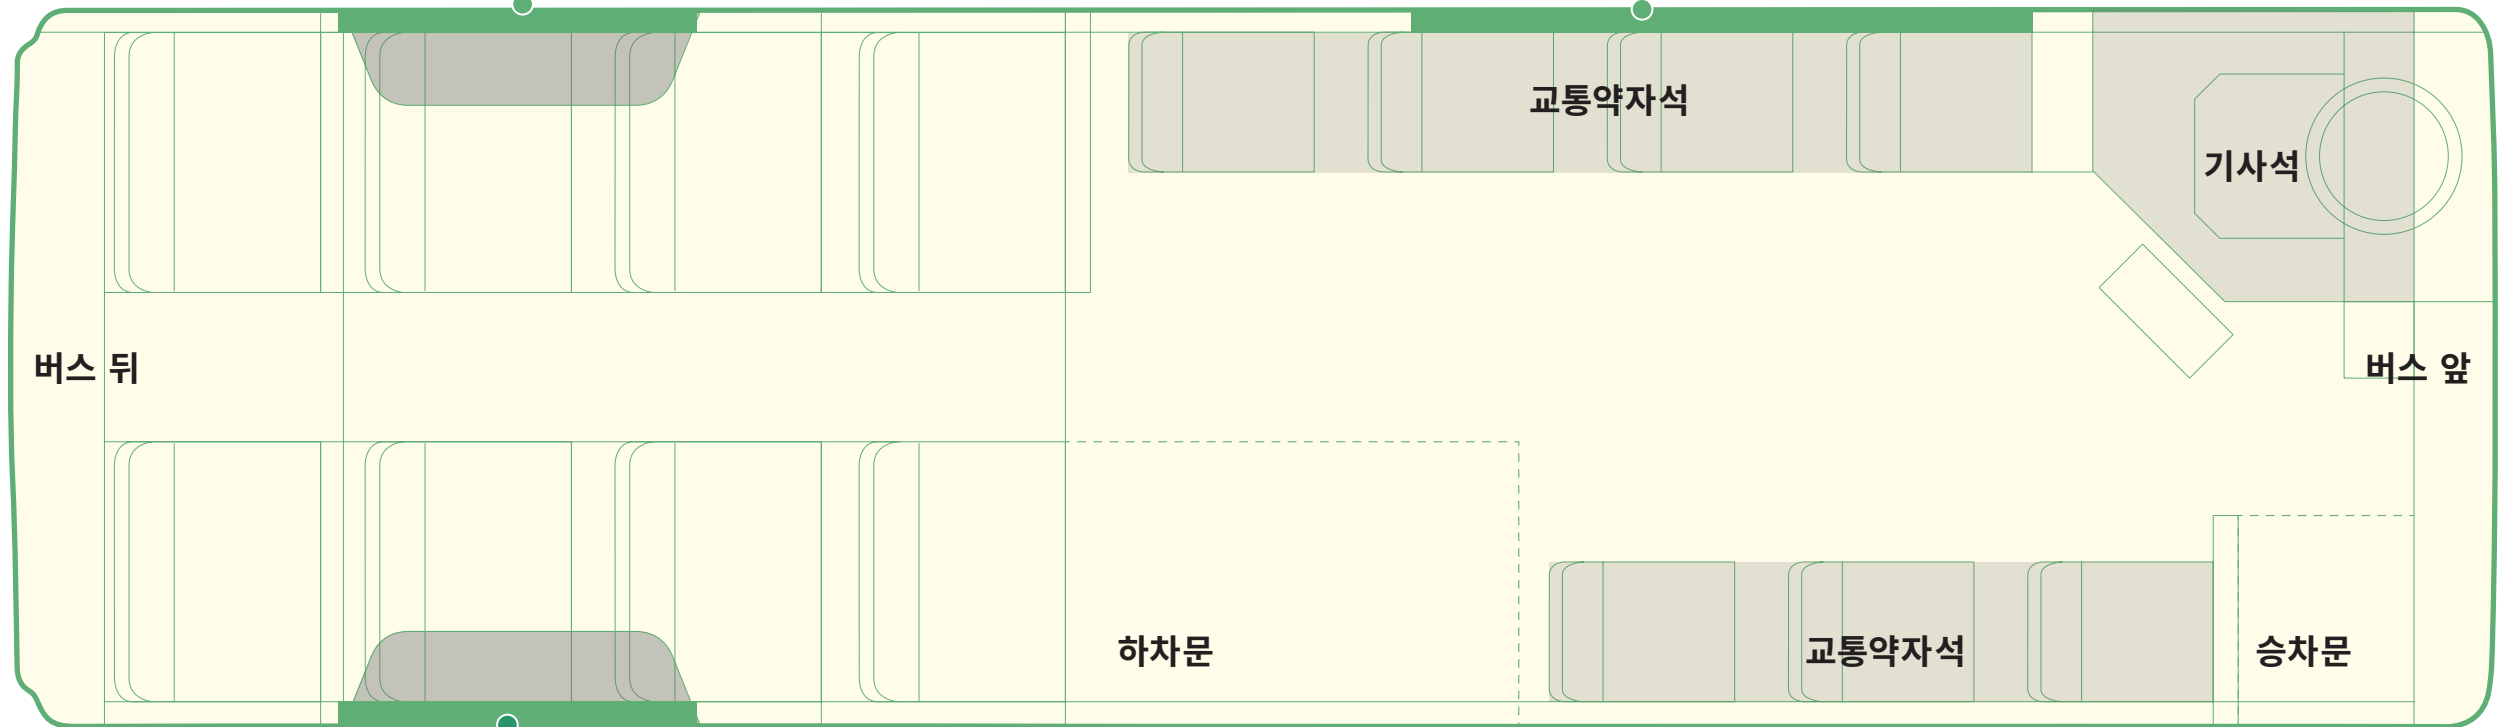 교통약자석
기사석
버스 뒤
버스 앞
하차문
교통약자석
승차문